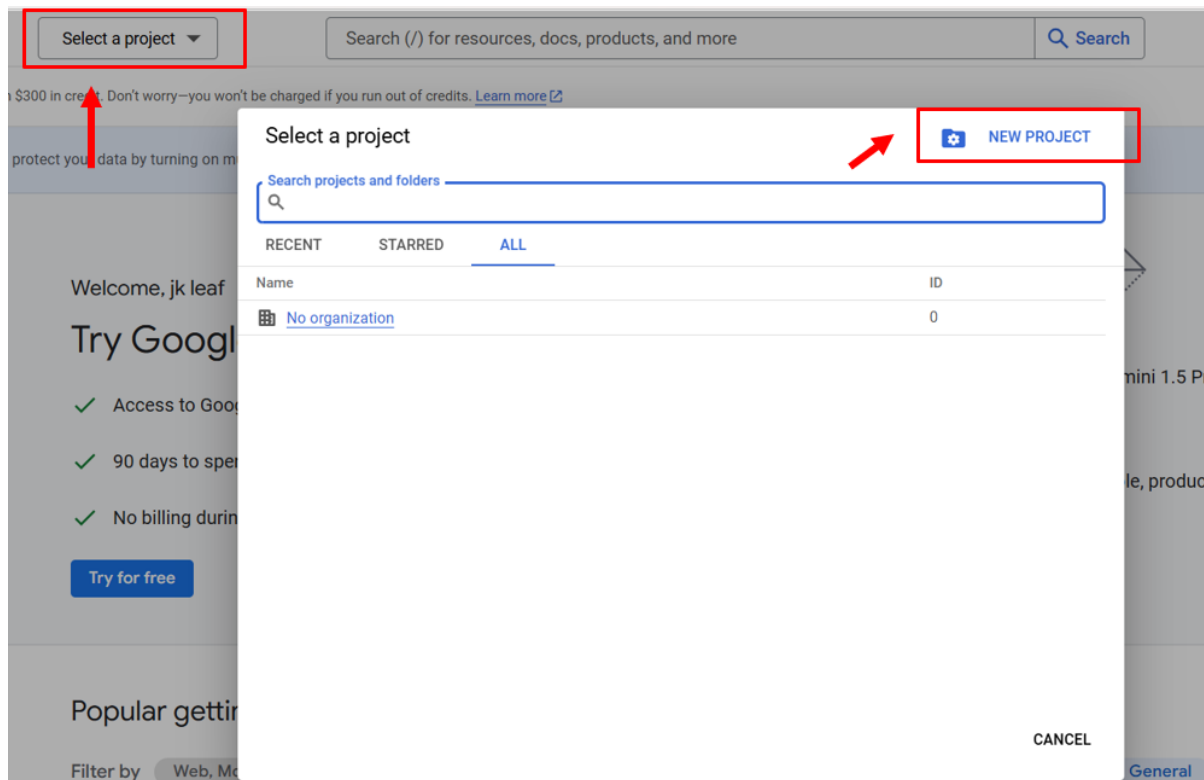 Select a project
Search (/) for resources, docs, products, and more
Search
$300 in credit. Don't worry—you won't be charged if you run out of credits. Learn more
protect your data by turning on
Select a project
NEW PROJECT
Search projects and folders
RECENT STARRED ALL
Name ID
No organization 0
Welcome, jk leaf
Try Googl
Access to Goog
90 days to spe
No billing durin
Try for free
mini 1.5 P
le, produc
Popular gettin
CANCEL
Filter by Web, Mo
General